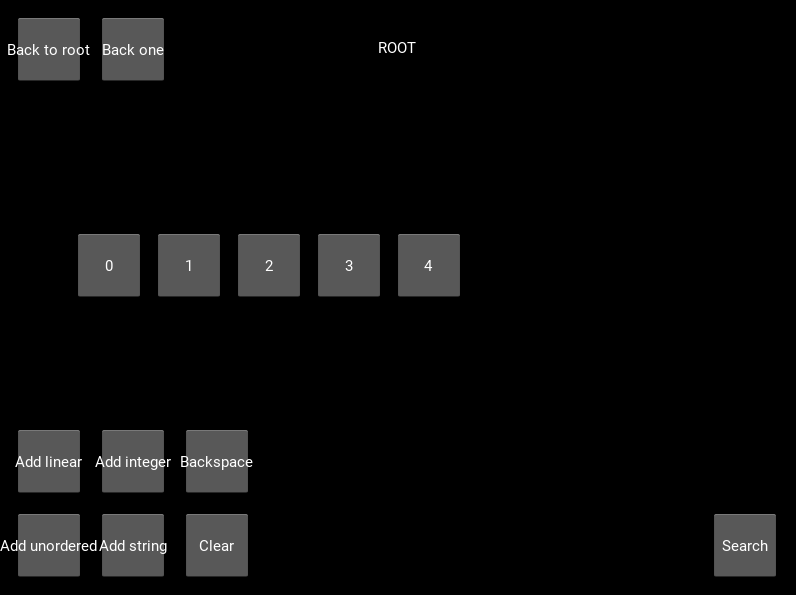 Back to root
Back one
ROOT
0
1
2
3
4
Add linear
Add integer
Backspace
Add unordered
Add string
Clear
Search